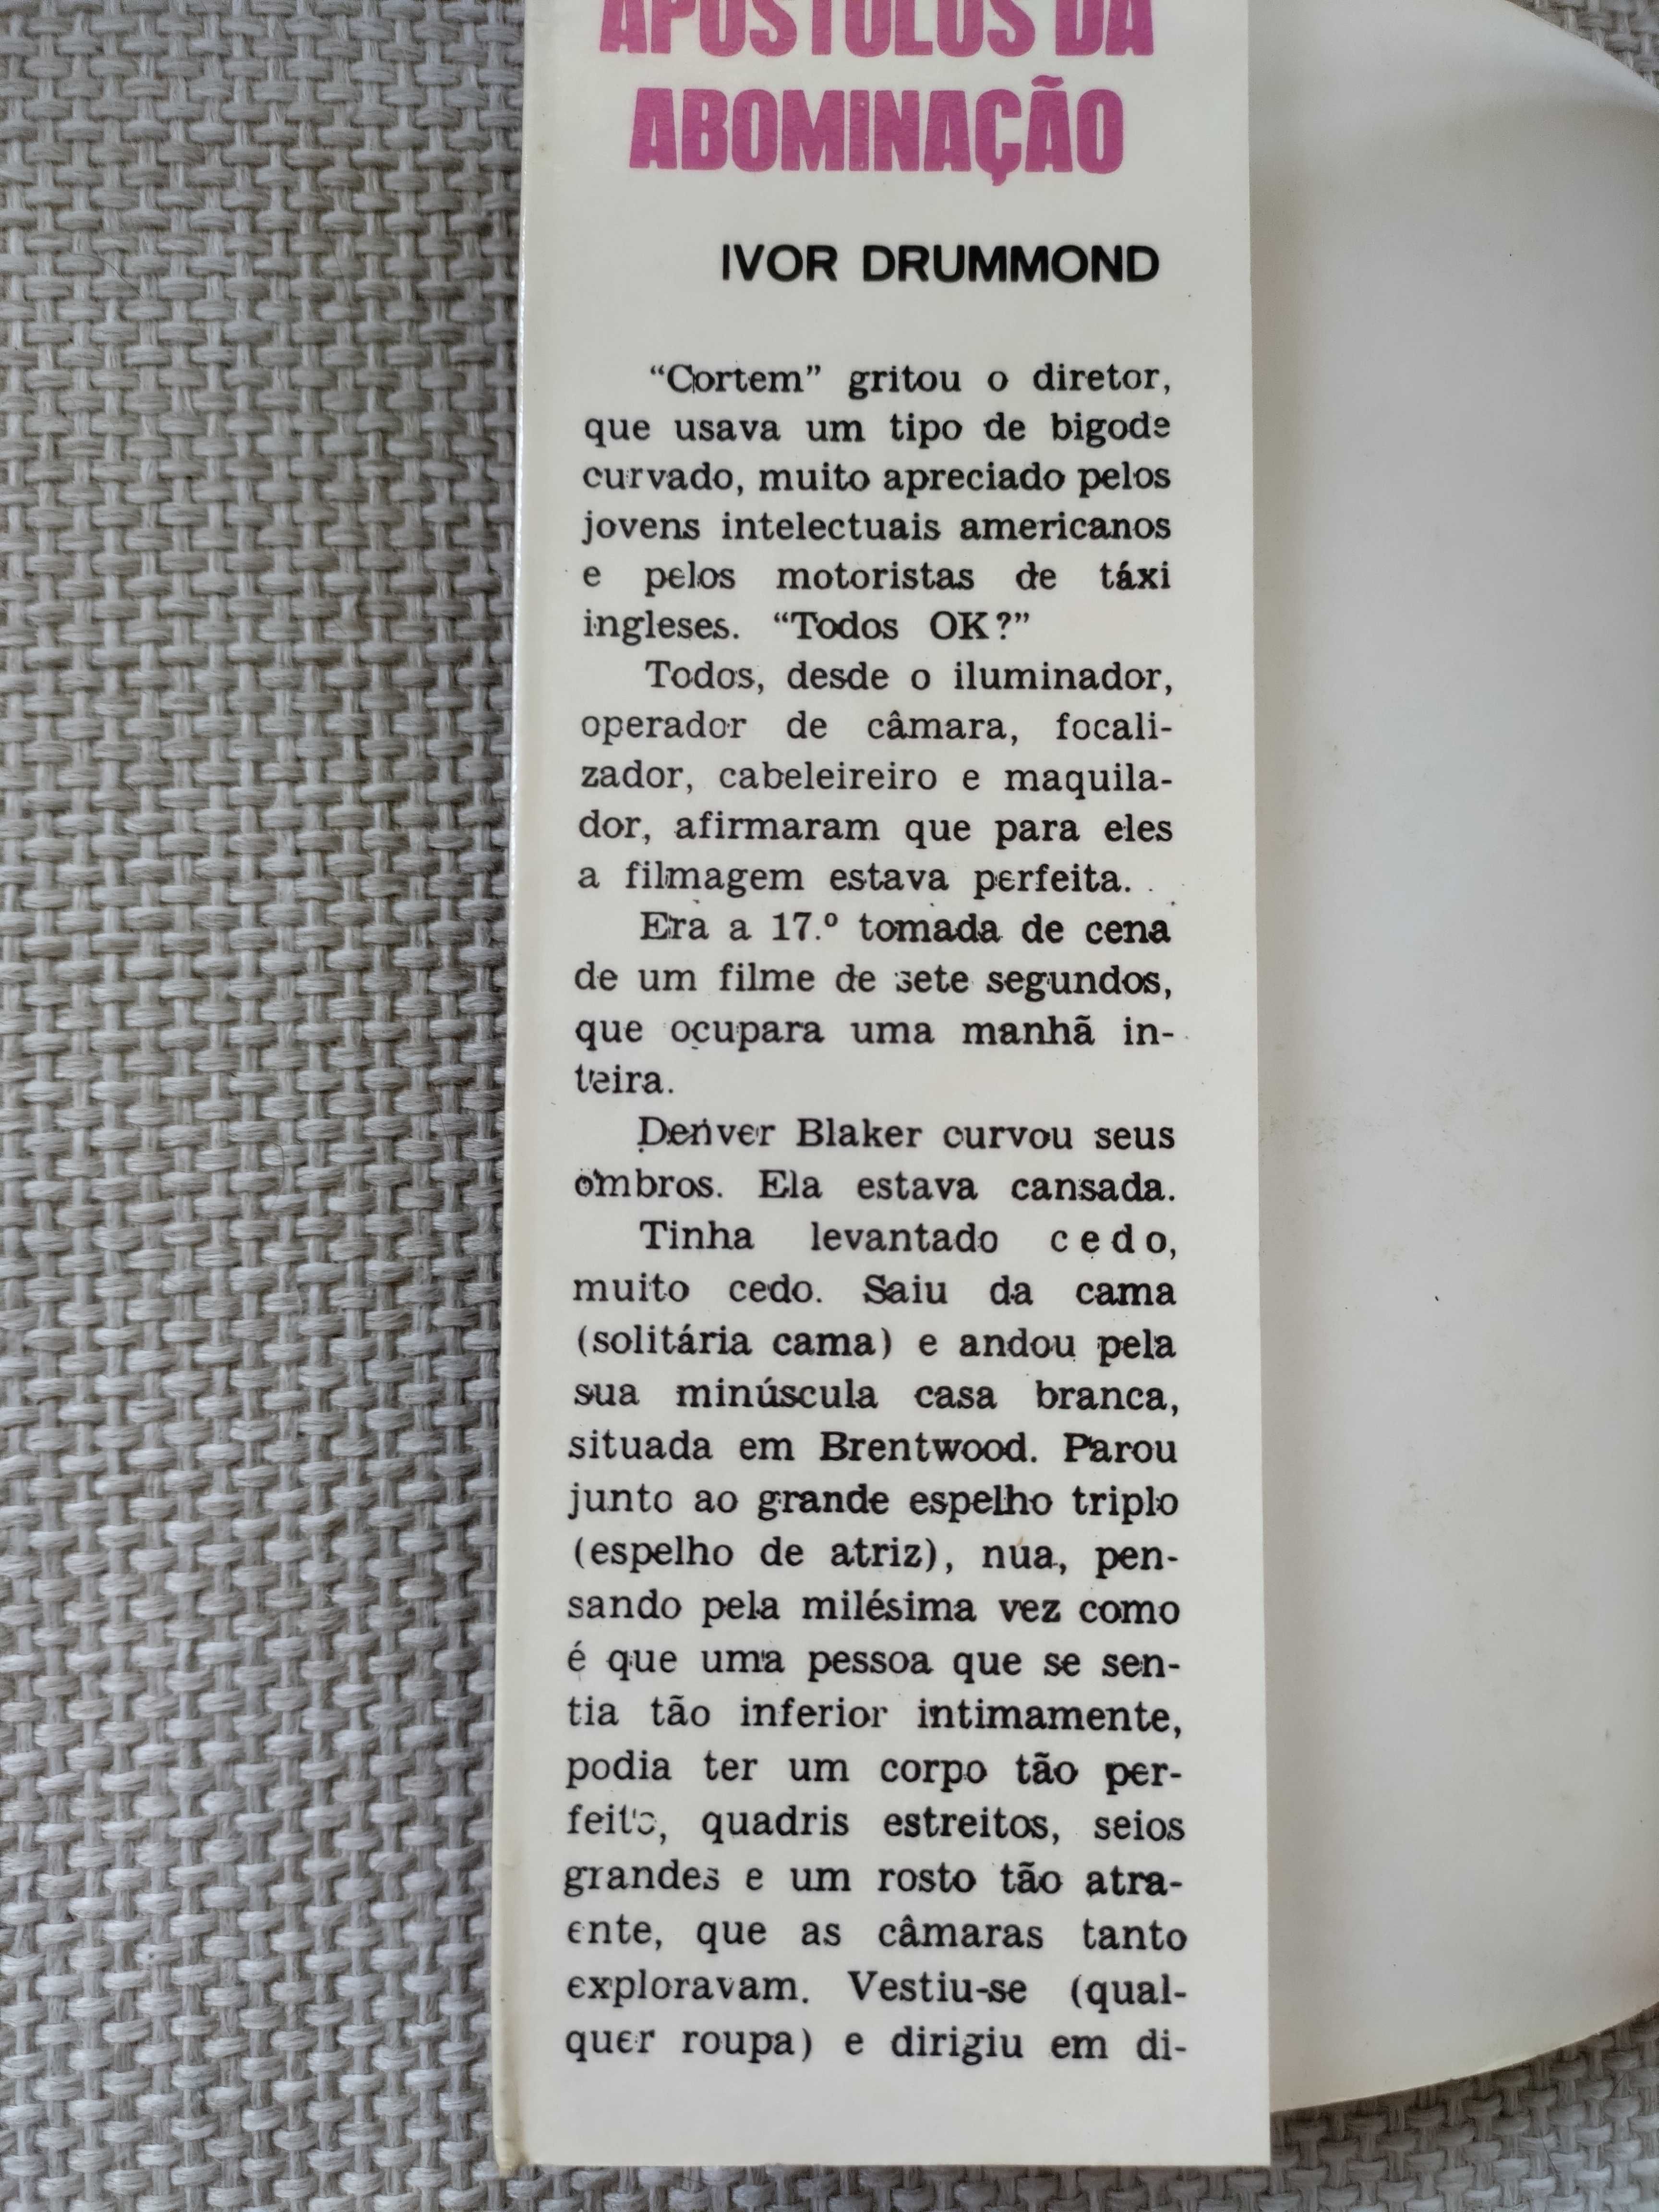 APÓSTOLOS DA
ABOMINAÇÃO
IVOR DRUMMOND
“Cortem” gritou o diretor,
que usava um tipo de bigode
curvado, muito apreciado pelos
jovens intelectuais americanos
e pelos motoristas de táxi
ingleses. “Todos OK?”
Todos, desde o iluminador,
operador de câmara, focali-
zador, cabeleireiro e maquila-
dor, afirmaram que para eles
a filmagem estava perfeita.
Era a 17.º tomada de cena
de um filme de sete segundos,
que ocupara uma manhã in-
teira.
Denver Blaker curvou seus
ombros. Ela estava cansada.
Tinha levantado cedo,
muito cedo. Saiu da cama
(solitária cama) e andou pela
sua minúscula casa branca,
situada em Brentwood. Parou
junto ao grande espelho triplo
(espelho de atriz), nua, pen-
sando pela milésima vez como
é que uma pessoa que se sen-
tia tão inferior intimamente,
podia ter um corpo tão per-
feito, quadris estreitos, seios
grandes e um rosto tão atra-
ente, que as câmaras tanto
exploravam. Vestiu-se (qual-
quer roupa) e dirigiu em di-